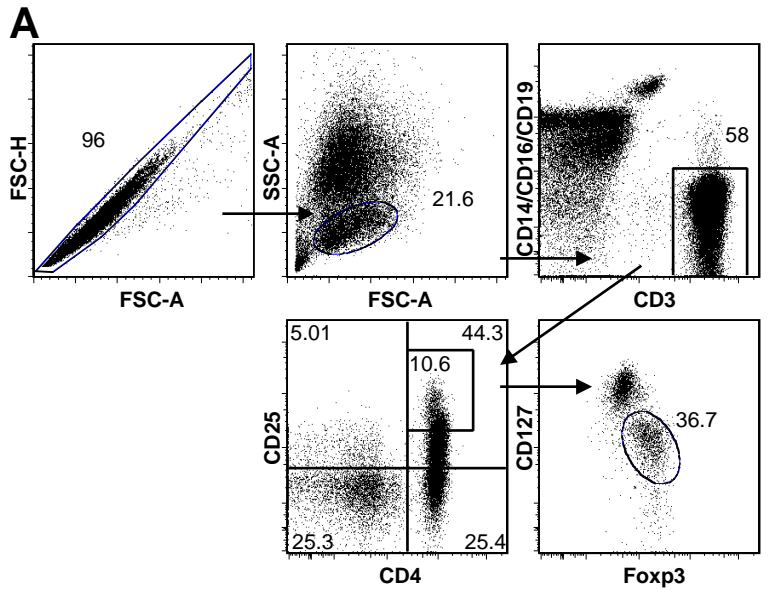 A
FSC-H
96
FSC-A
SSC-A
21.6
FSC-A
CD14/CD16/CD19
58
CD3
CD25
5.01
44.3
10.6
25.3
25.4
CD4
CD127
36.7
Foxp3